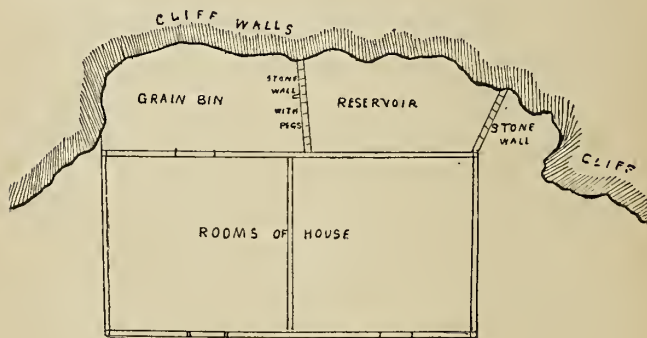 CLIFF WALLS
GRAIN BIN
STONE
WALL
WITH
PEGS
RESERVOIR
STONE
WALL
CLIFF
ROOMS OF HOUSE